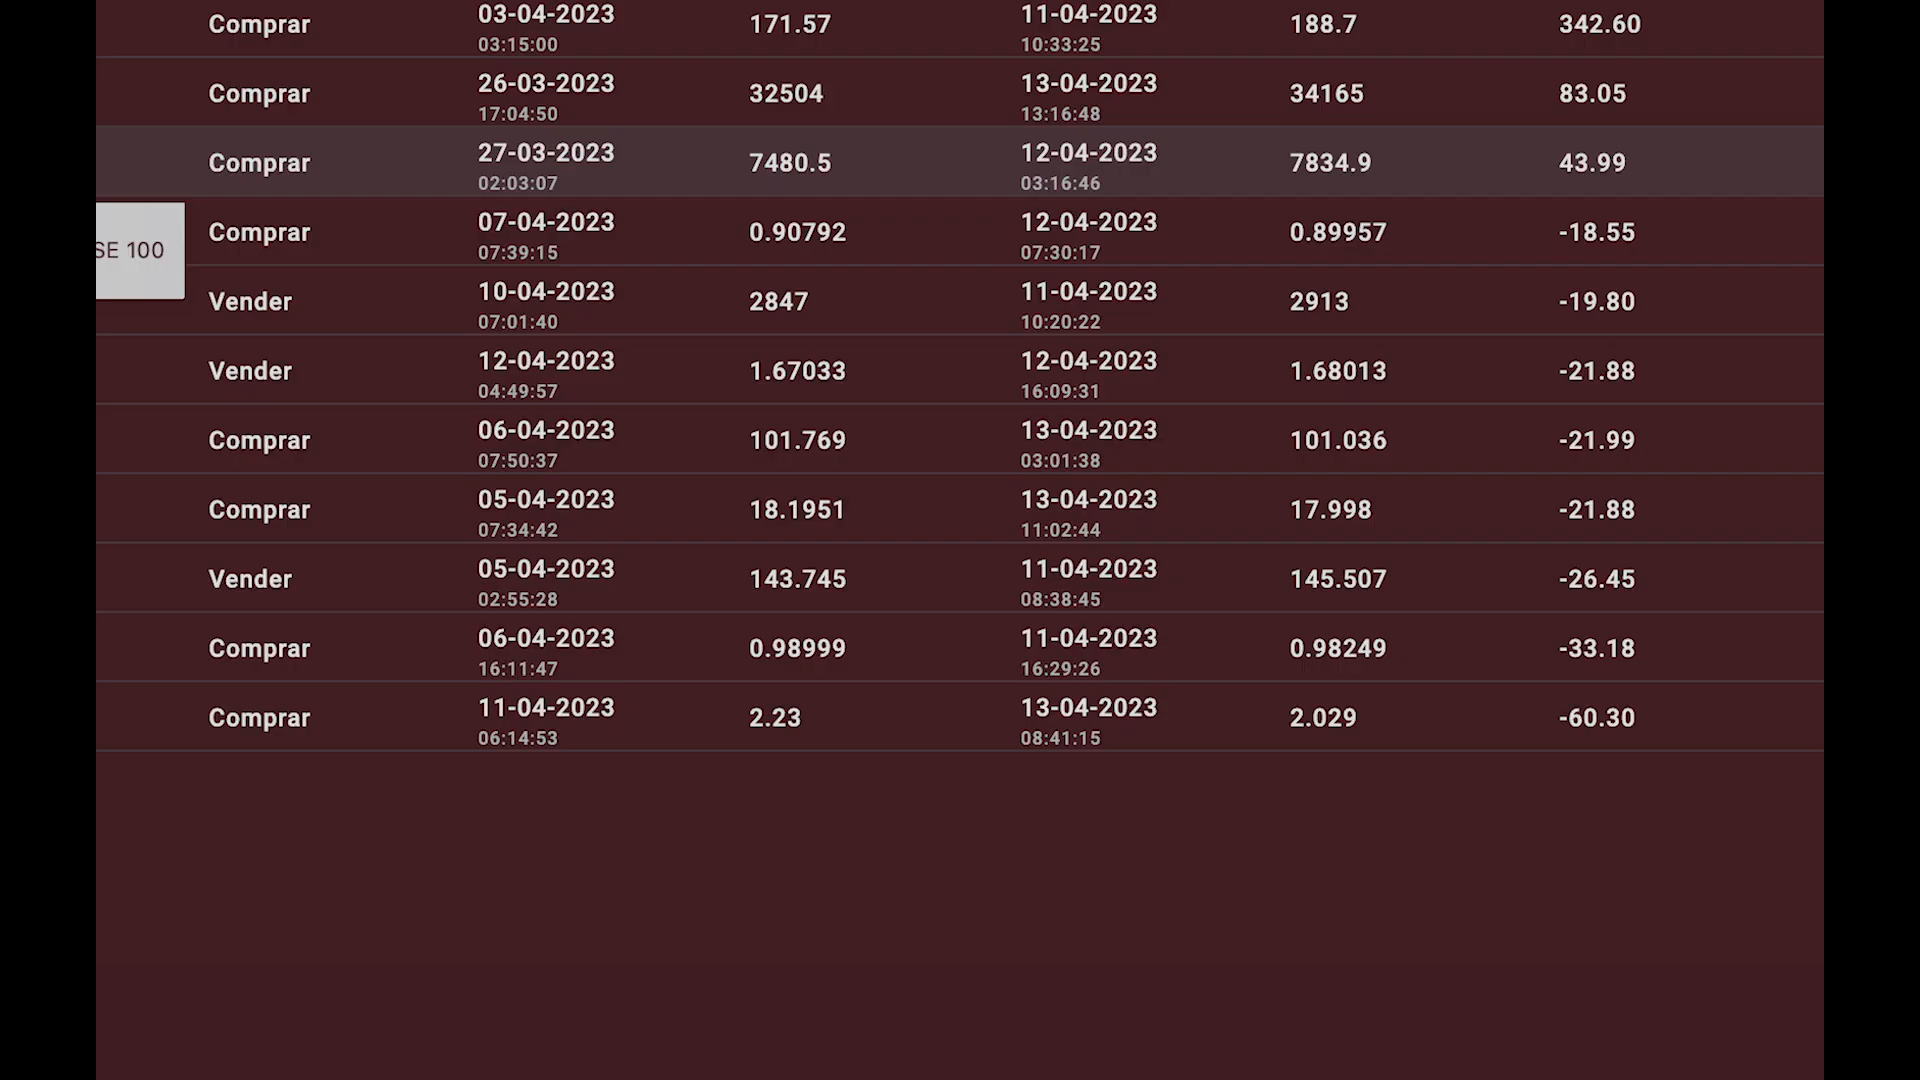 Comprar 03-04-2023 171.57 11-04-2023 188.7 342.60
03:15:00 10:33:25
Comprar 26-03-2023 32504 13-04-2023 34165 83.05
17:04:50 13:16:48
Comprar 27-03-2023 7480.5 12-04-2023 7834.9 43.99
02:03:07 03:16:46
SE 100
Comprar 07-04-2023 0.90792 12-04-2023 0.89957 -18.55
07:39:15 07:30:17
Vender 10-04-2023 2847 11-04-2023 2913 -19.80
07:01:40 10:20:22
Vender 12-04-2023 1.67033 12-04-2023 1.68013 -21.88
04:49:57 16:09:31
Comprar 06-04-2023 101.769 13-04-2023 101.036 -21.99
07:50:37 03:01:38
Comprar 05-04-2023 18.1951 13-04-2023 17.998 -21.88
07:34:42 11:02:44
Vender 05-04-2023 143.745 11-04-2023 145.507 -26.45
02:55:28 08:38:45
Comprar 06-04-2023 0.98999 11-04-2023 0.98249 -33.18
16:11:47 16:29:26
Comprar 11-04-2023 2.23 13-04-2023 2.029 -60.30
06:14:53 08:41:15